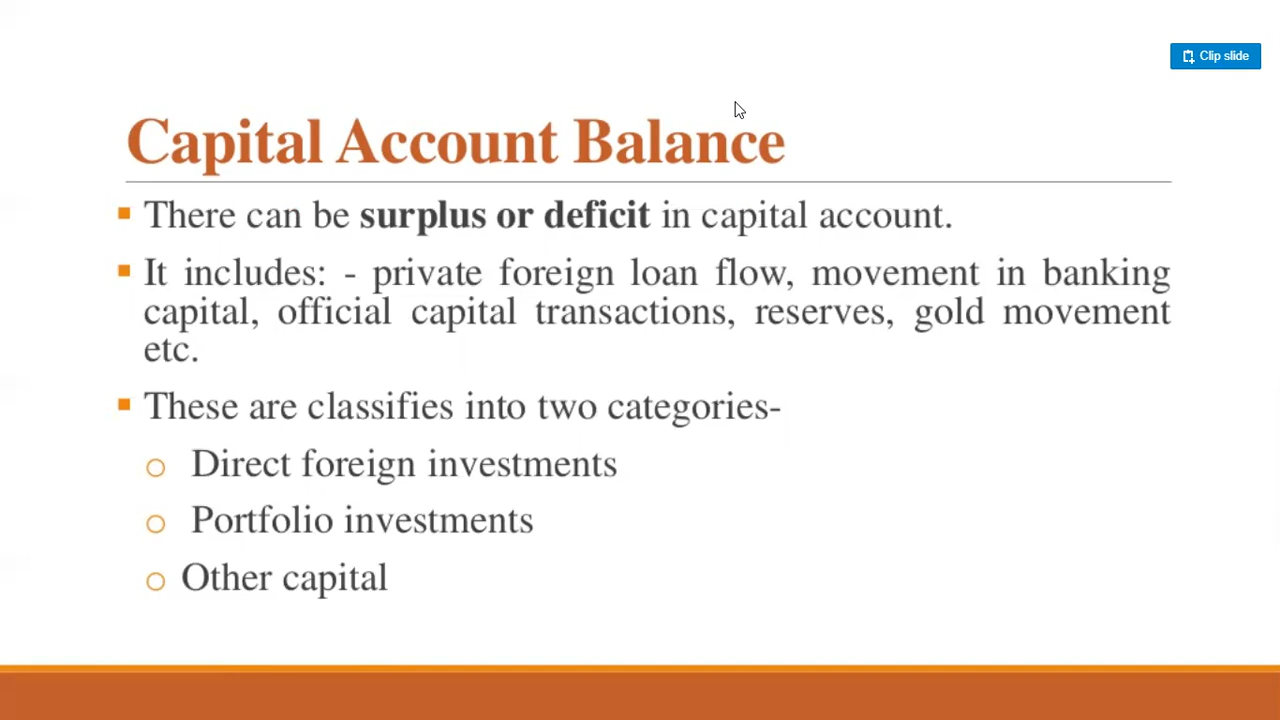 Clip slide
Capital Account Balance
There can be surplus or deficit in capital account.
It includes: - private foreign loan flow, movement in banking
capital, official capital transactions, reserves, gold movement
etc.
These are classifies into two categories-
Direct foreign investments
Portfolio investments
Other capital